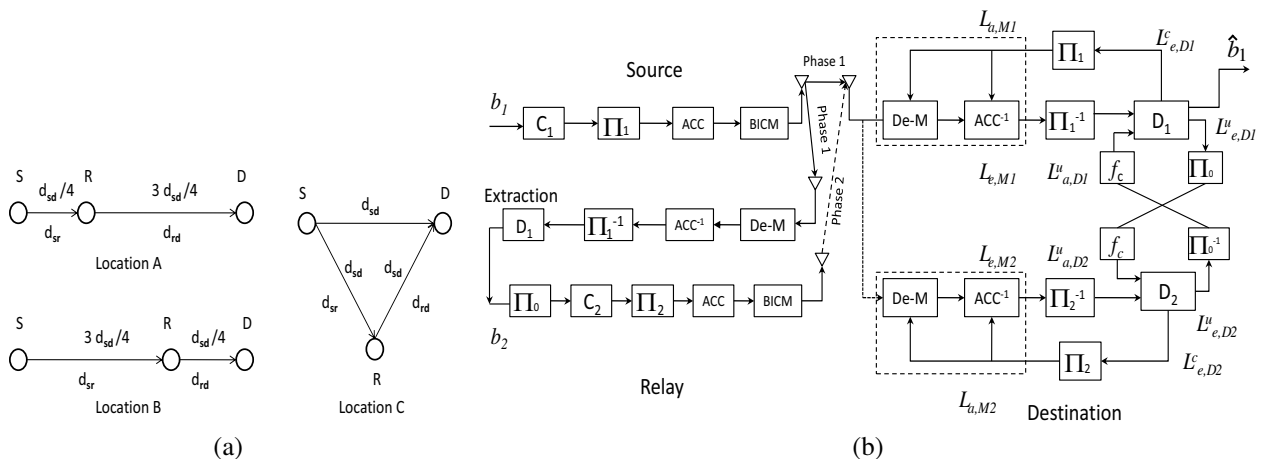 S
d_sd/4
R
3 d_sd/4
D
d_sr
d_rd
Location A
S
3 d_sd/4
R
d_sd/4
D
d_sr
d_rd
Location B
S
d_sd
D
d_sd
d_sd
d_sr
d_rd
R
Location C
(a)
Source
b_1
C_1
Π_1
ACC
BICM
Phase 1
Phase 1
Phase 2
Extraction
D_1
Π_1^-1
ACC^-1
De-M
Π_0
C_2
Π_2
ACC
BICM
b_2
Relay
L_a,M1
Π_1
L^c_e,D1
b̂_1
De-M
ACC^-1
Π_1^-1
D_1
L^u_e,D1
L_e,M1
L^u_a,D1
f_c
Π_0
L_e,M2
L^u_a,D2
f_c
Π_0^-1
De-M
ACC^-1
Π_2^-1
D_2
L^u_e,D2
Π_2
L^c_e,D2
L_a,M2
Destination
(b)